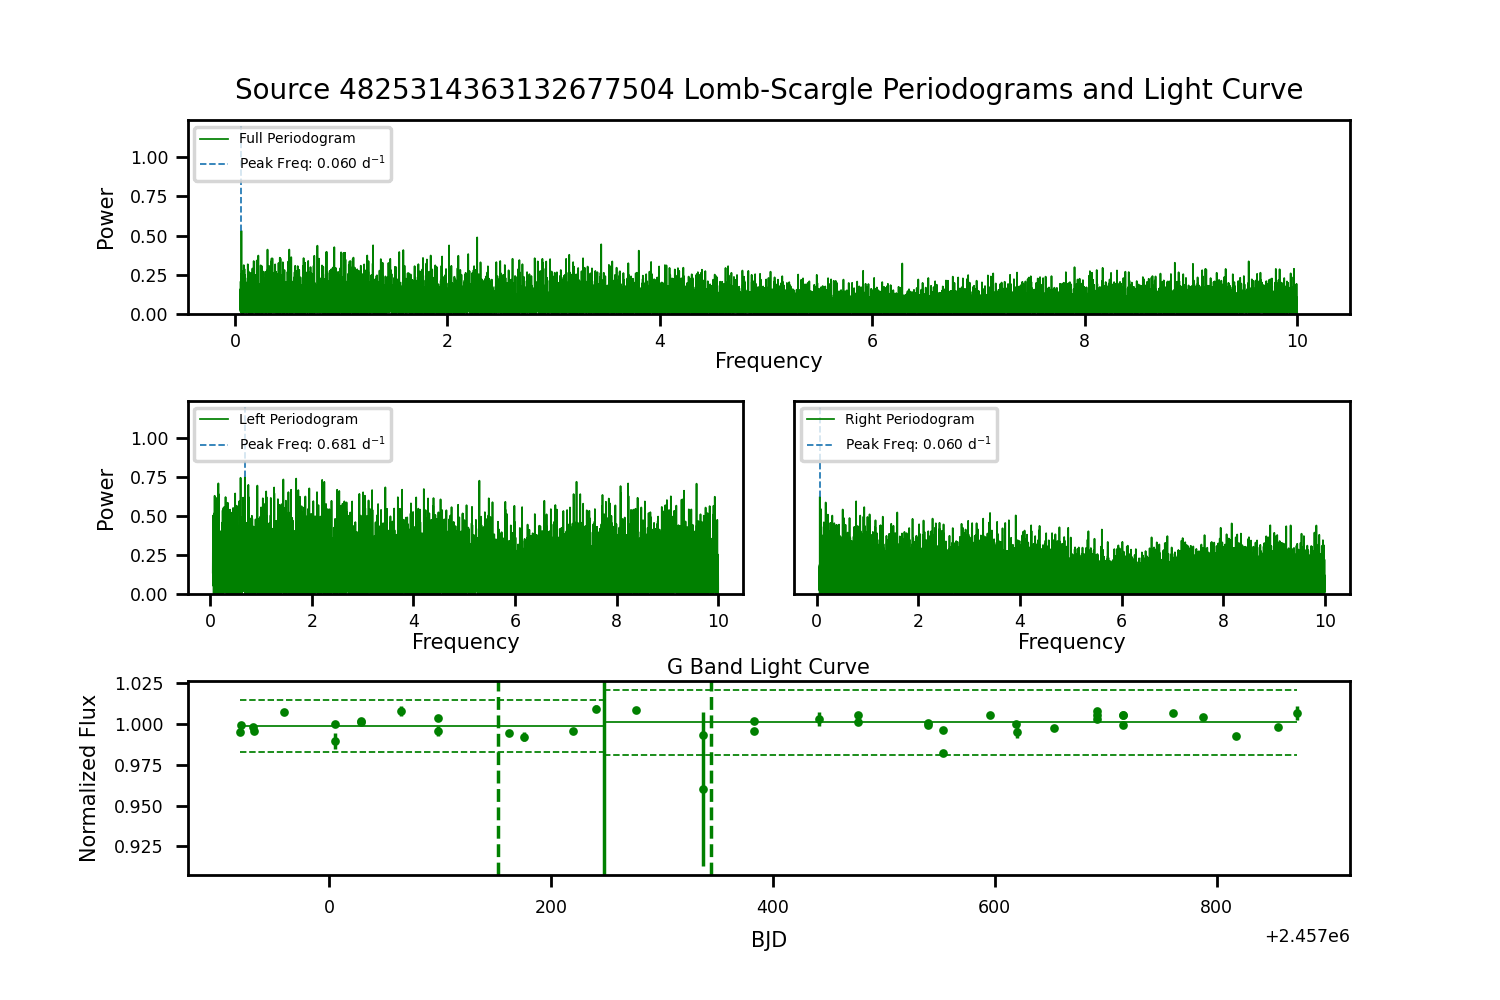 Source 4825314363132677504 Lomb-Scargle Periodograms and Light Curve
Full Periodogram
Peak Freq: 0.060 d⁻¹
1.00
0.75
0.50
0.25
0.00
Power
0 2 4 6 8 10
Frequency
Left Periodogram
Peak Freq: 0.681 d⁻¹
1.00
0.75
0.50
0.25
0.00
Power
0 2 4 6 8 10
Frequency
Right Periodogram
Peak Freq: 0.060 d⁻¹
0 2 4 6 8 10
Frequency
G Band Light Curve
1.025
1.000
0.975
0.950
0.925
Normalized Flux
0 200 400 600 800
BJD
+2.457e6